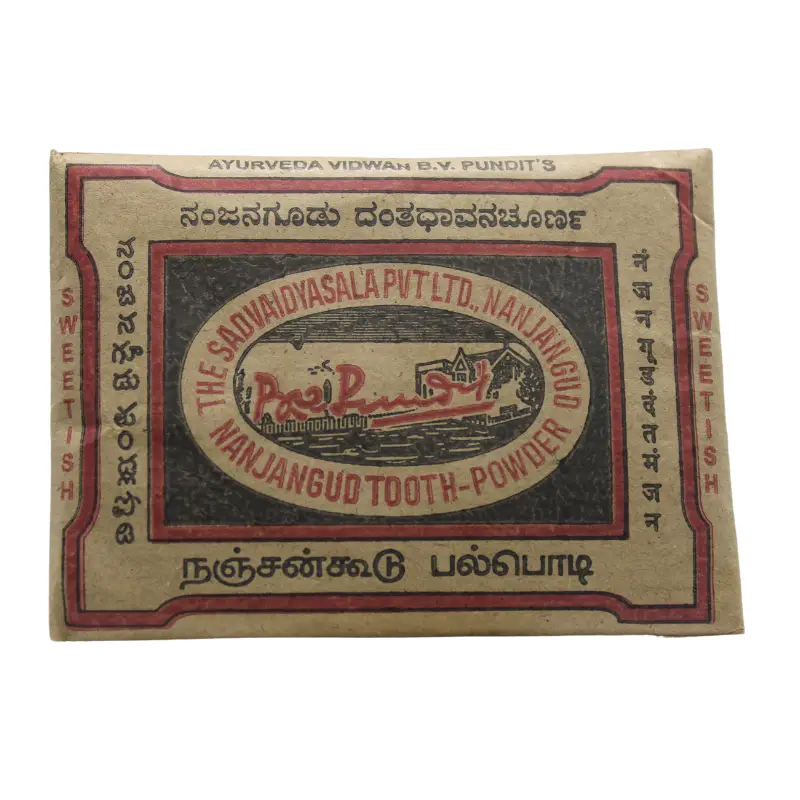 AYURVEDA VIDWAN B.V. PUNDIT'S
ನಂಜನಗೂಡು ದಂತಧಾವನಚೂರ್ಣ
SWEETISH
THE SADVAIDYASALA PVT LTD., NANJANGUD
NANJANGUD TOOTH-POWDER
SWEETISH
நஞ்சன்கூடு பல்பொடி